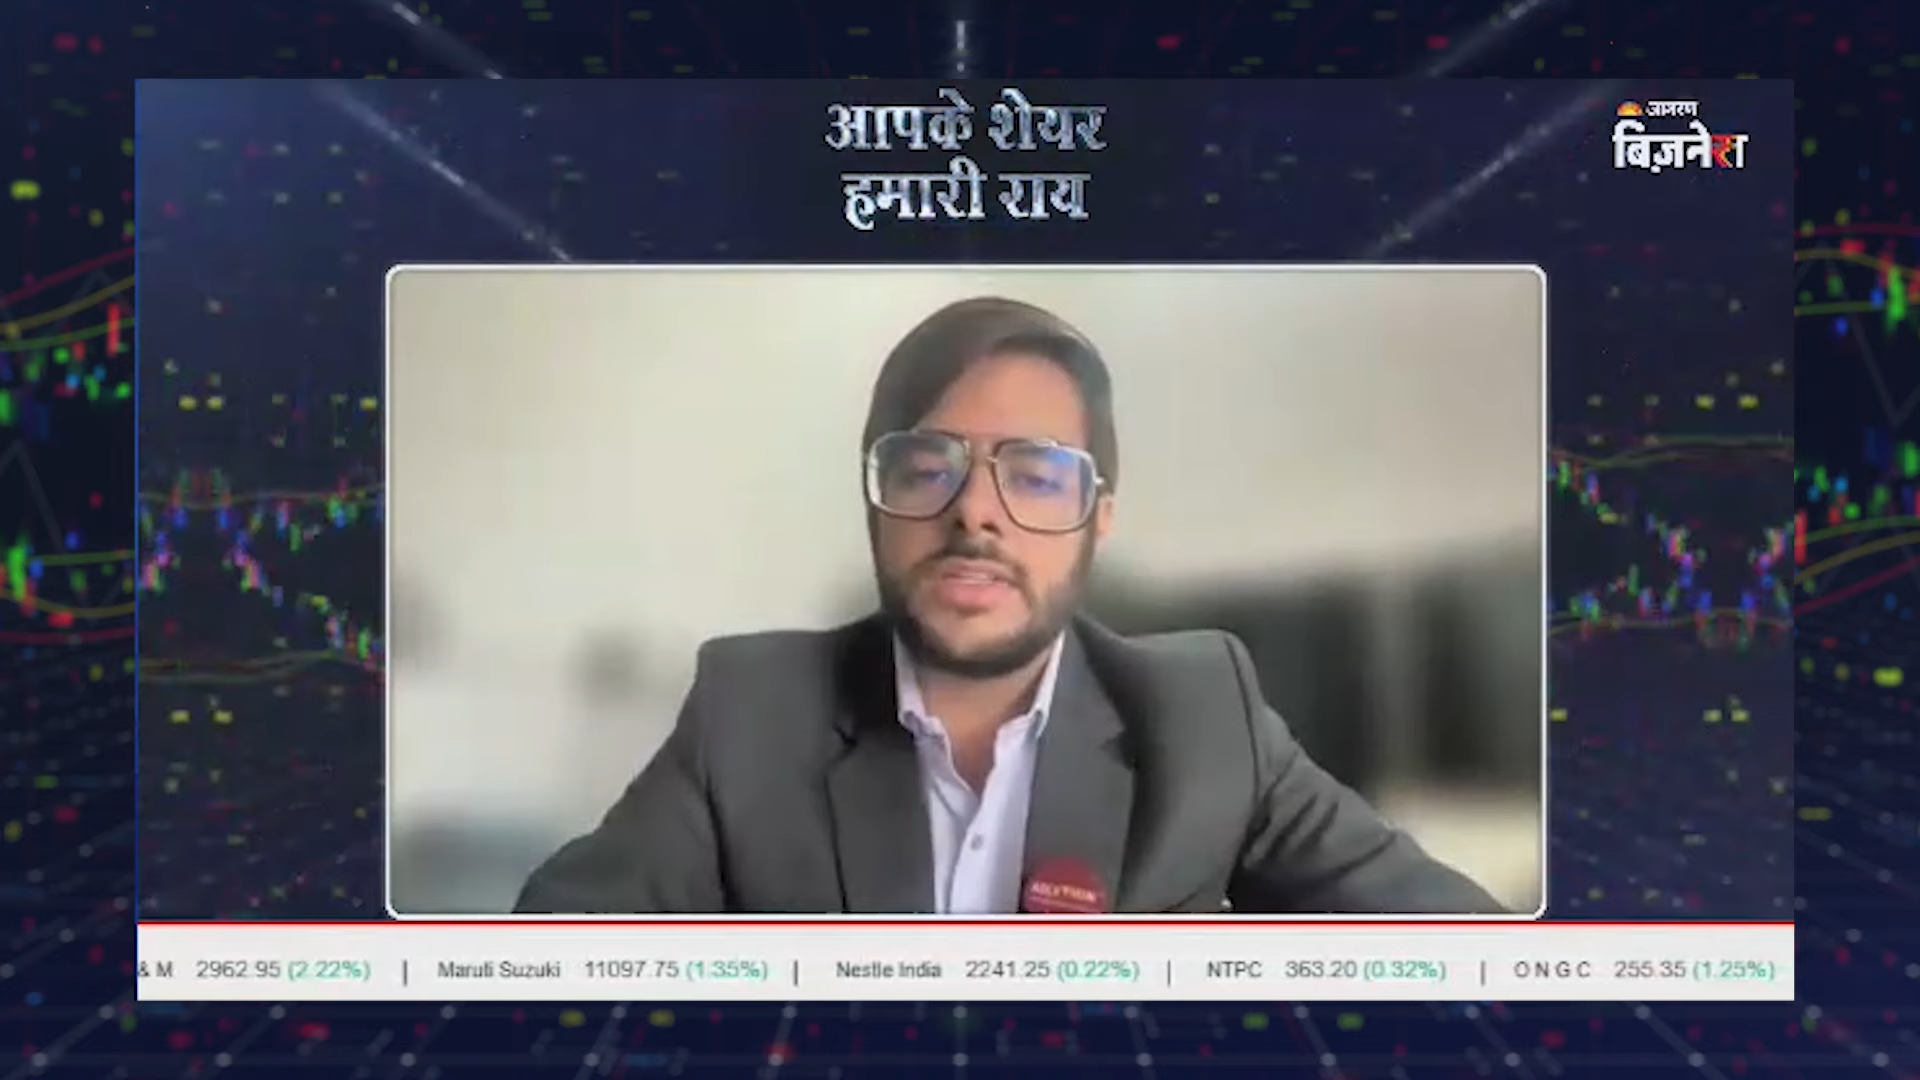 आपके शेयर
हमारी राय
जागरण
बिज़नेस
& M 2962.95 (2.22%) | Maruti Suzuki 11097.75 (1.35%) | Nestle India 2241.25 (0.22%) | NTPC 363.20 (0.32%) | O N G C 255.35 (1.25%)